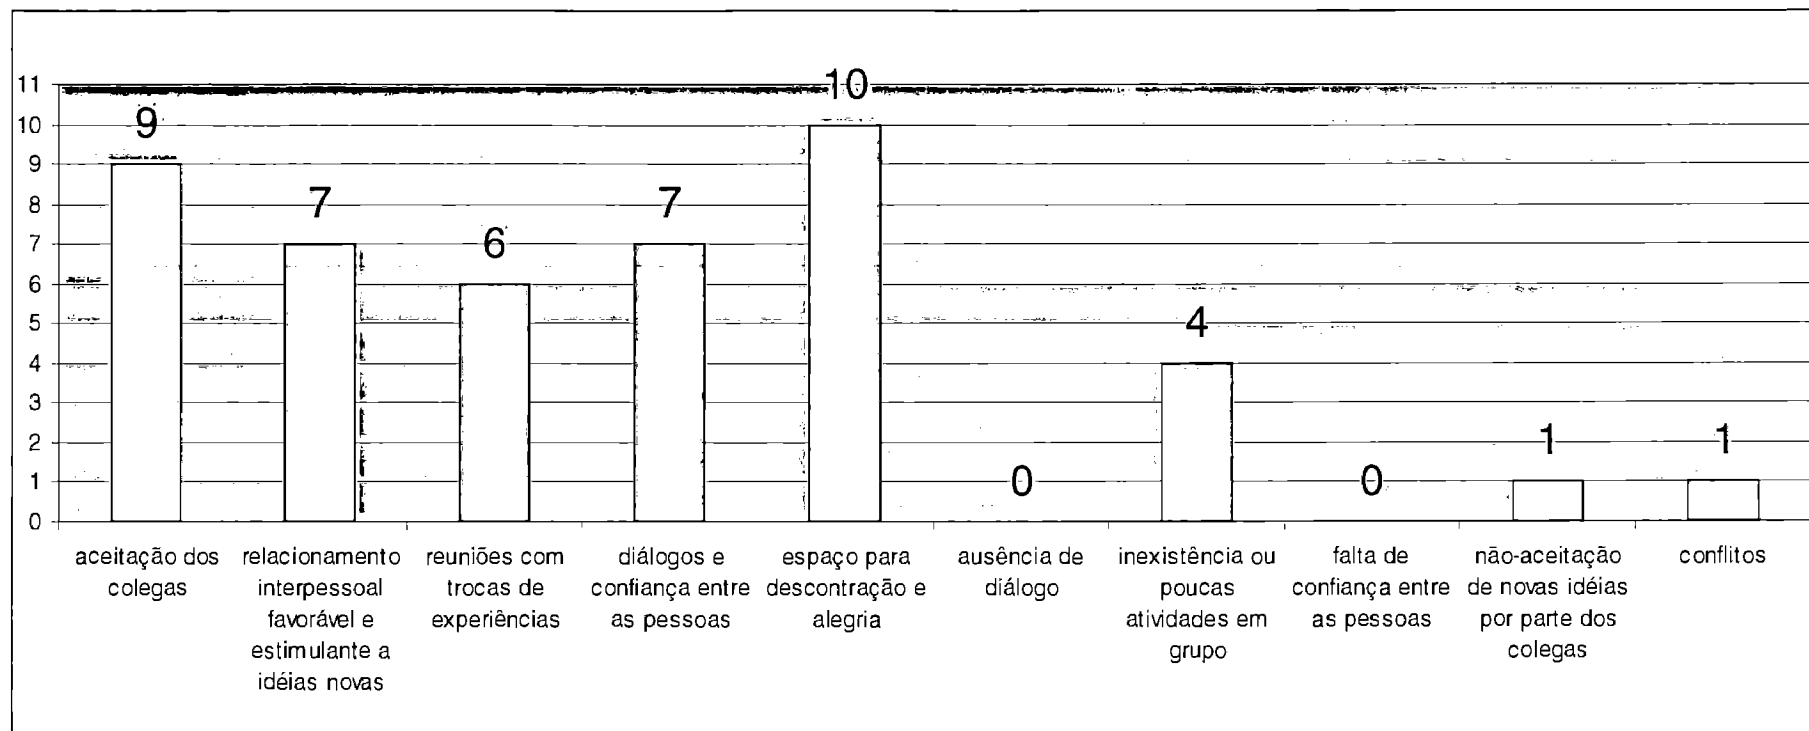 11
10
9
8
7
6
5
4
3
2
1
0
9
7
6
7
10
0
4
0
1
1
aceitação dos
colegas
relacionamento
interpessoal
favorável e
estimulante a
idéias novas
reuniões com
trocas de
experiências
diálogos e
confiança entre
as pessoas
espaço para
descontração e
alegria
ausência de
diálogo
inexistência ou
poucas
atividades em
grupo
falta de
confiança entre
as pessoas
não-aceitação
de novas idéias
por parte dos
colegas
conflitos